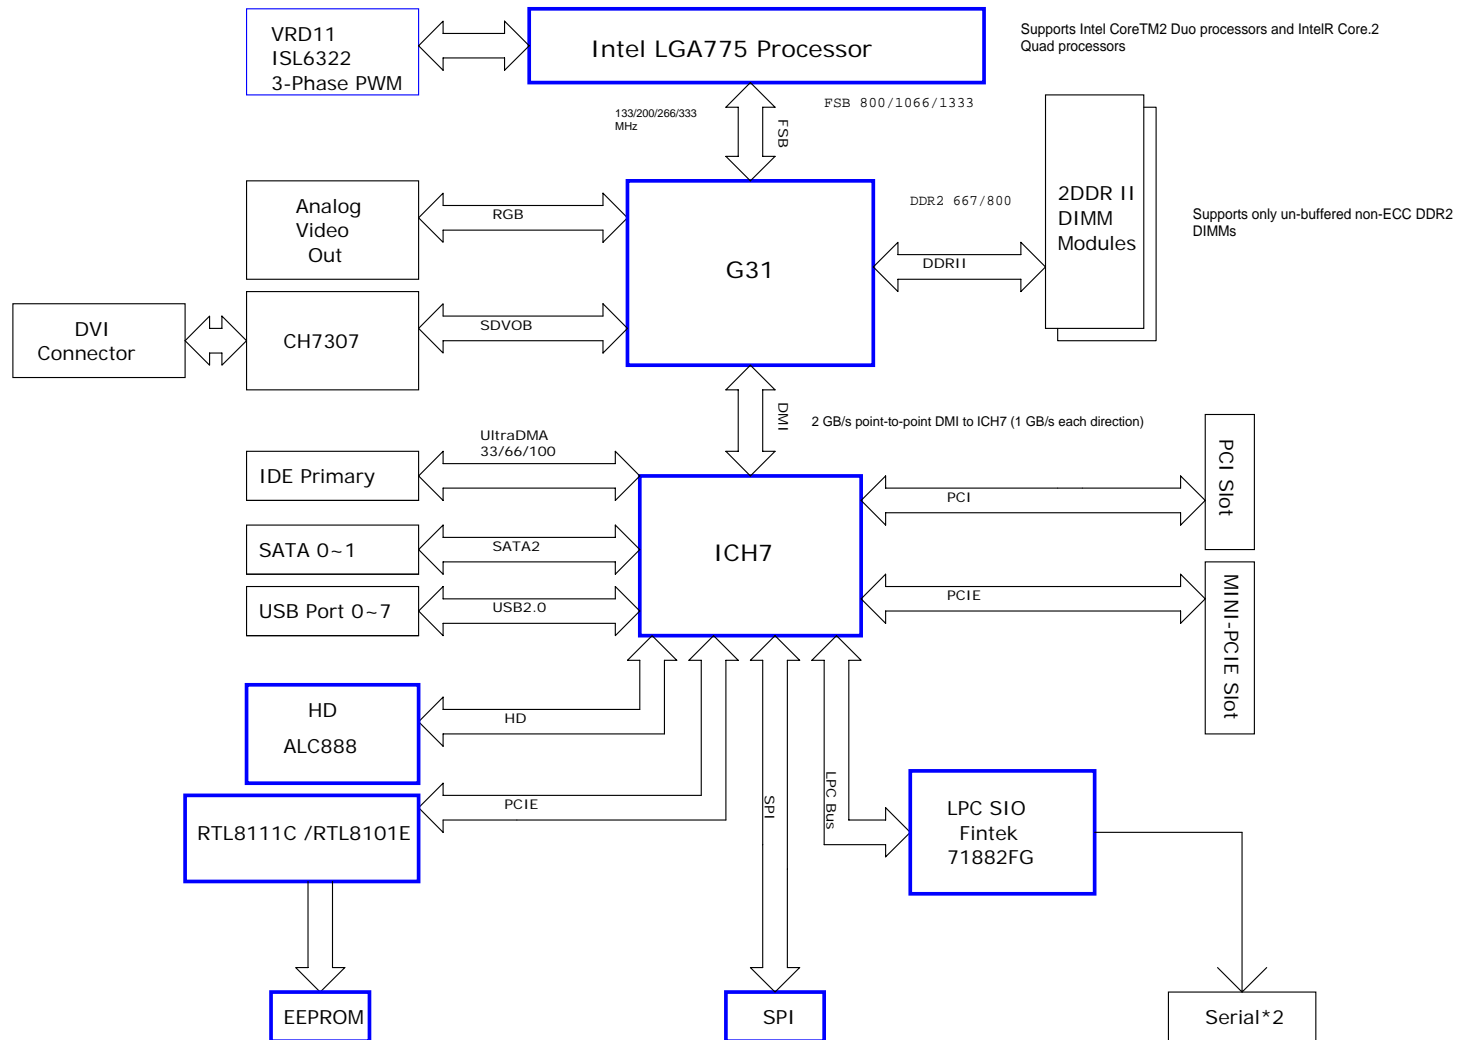 VRD11
ISL6322
3-Phase PWM
Intel LGA775 Processor
Supports Intel CoreTM2 Duo processors and IntelR Core.2
Quad processors
133/200/266/333
MHz
FSB
FSB 800/1066/1333
Analog
Video
Out
RGB
G31
DDR2 667/800
DDRII
2DDR II
DIMM
Modules
Supports only un-buffered non-ECC DDR2
DIMMs
DVI
Connector
CH7307
SDVOB
DMI
2 GB/s point-to-point DMI to ICH7 (1 GB/s each direction)
IDE Primary
UltraDMA
33/66/100
ICH7
PCI
PCI Slot
SATA 0~1
SATA2
USB Port 0~7
USB2.0
PCIE
MINI-PCIE Slot
HD
ALC888
HD
RTL8111C /RTL8101E
PCIE
SPI
LPC Bus
LPC SIO
Fintek
71882FG
EEPROM
SPI
Serial*2